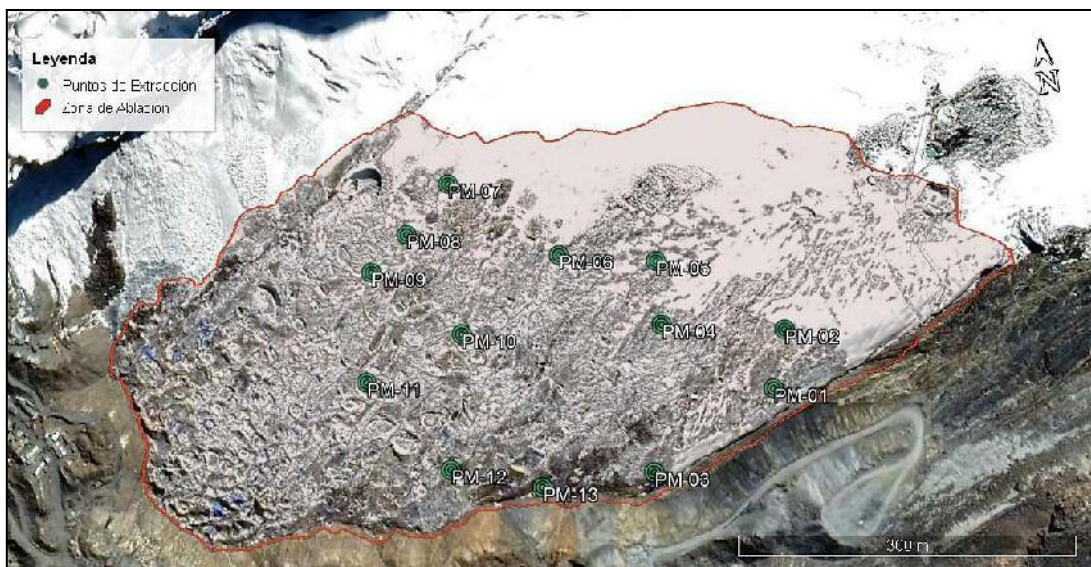 Leyenda
Puntos de Extracción
Zona de Ablación
N
PM-07
PM-08
PM-06
PM-05
PM-09
PM-04
PM-02
PM-10
PM-11
PM-01
PM-12
PM-03
PM-13
300 m